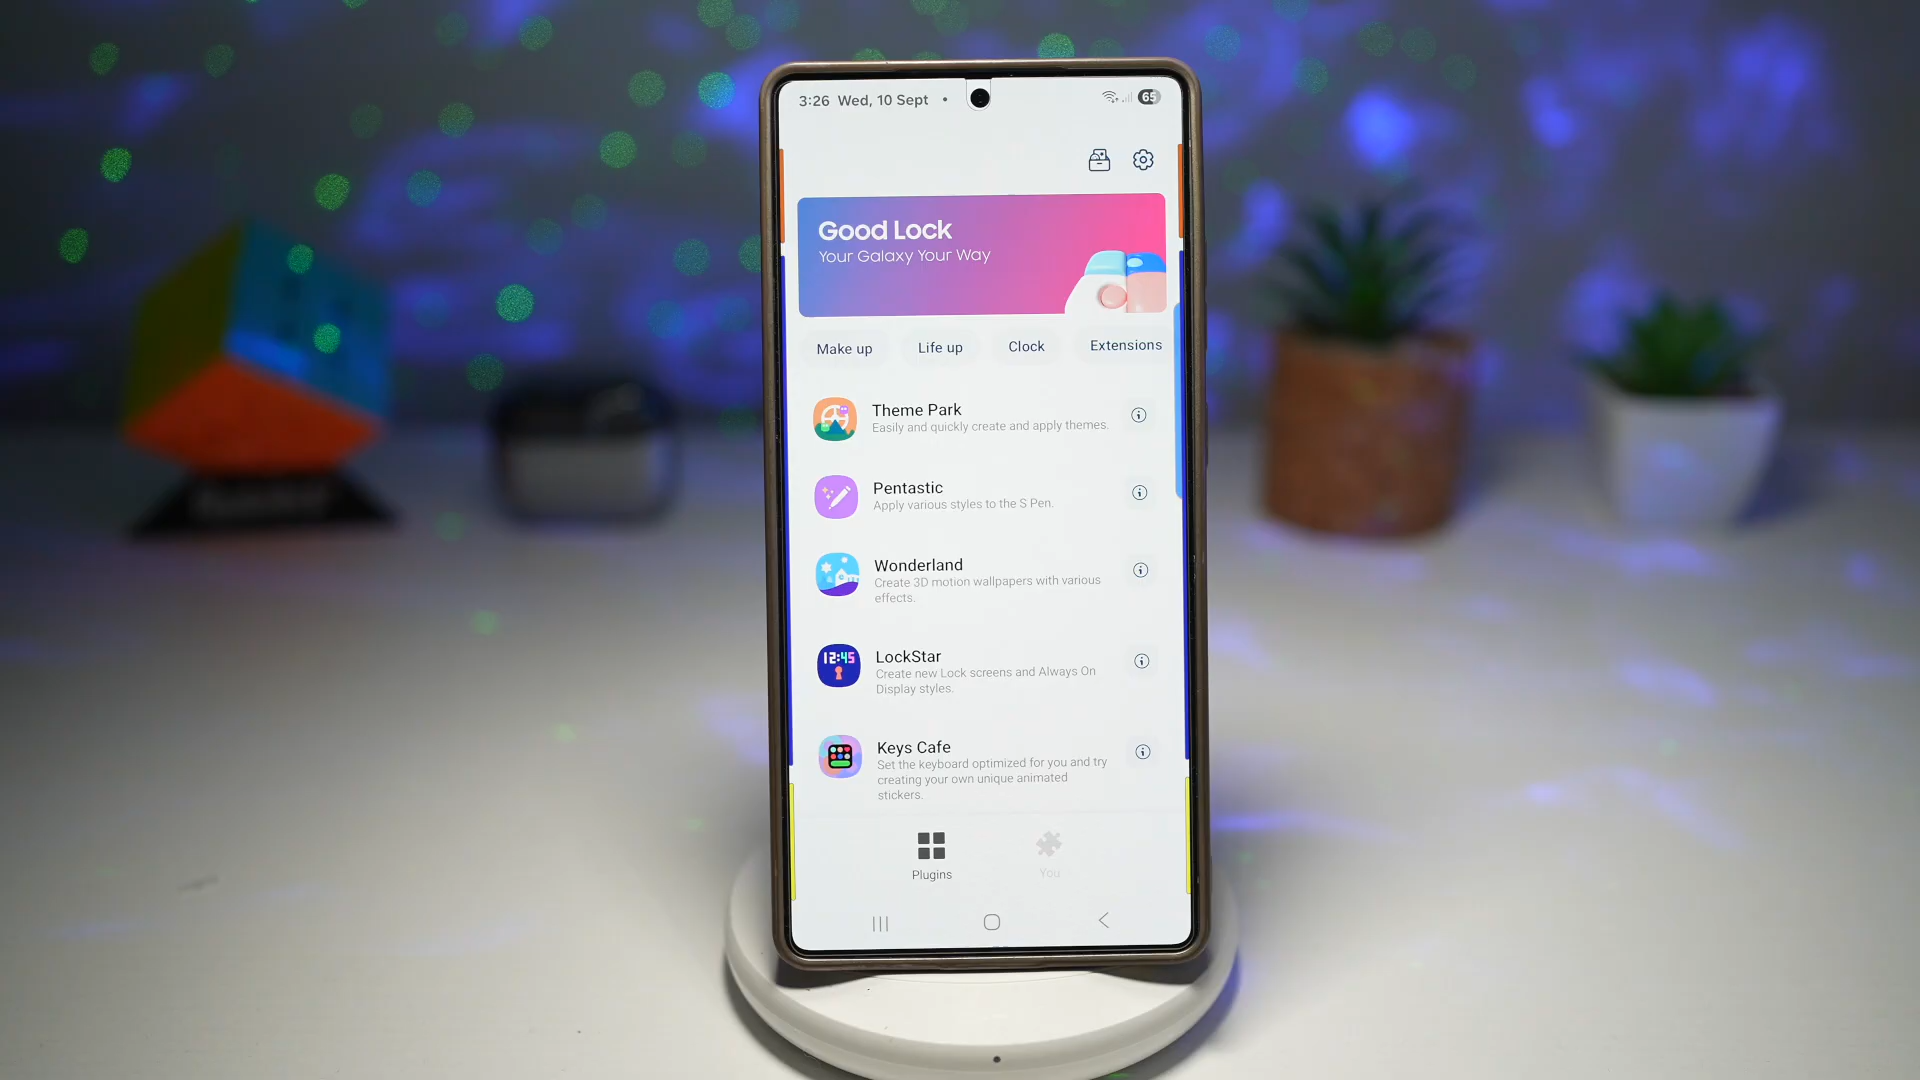 3:26 Wed, 10 Sept •
65
Good Lock
Your Galaxy Your Way
Make up
Life up
Clock
Extensions
Theme Park
Easily and quickly create and apply themes.
Pentastic
Apply various styles to the S Pen.
Wonderland
Create 3D motion wallpapers with various
effects.
12:45
LockStar
Create new Lock screens and Always On
Display styles.
Keys Cafe
Set the keyboard optimized for you and try
creating your own unique animated
stickers.
Plugins
You